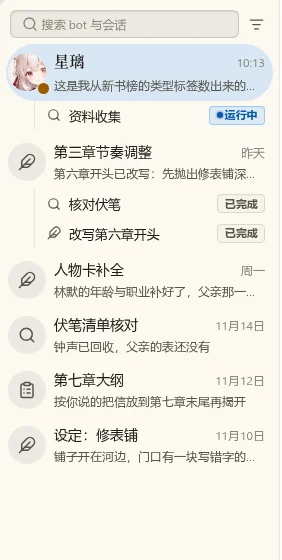 搜索 bot 与会话
星璃 10:13
这是我从新书榜的类型标签数出来的...
资料收集 运行中
第三章节奏调整 昨天
第六章开头已改写：先抛出修表铺深...
核对伏笔 已完成
改写第六章开头 已完成
人物卡补全 周一
林默的年龄与职业补好了，父亲那一...
伏笔清单核对 11月14日
钟声已回收，父亲的表还没有
第七章大纲 11月12日
按你说的把信放到第七章末尾再揭开
设定：修表铺 11月10日
铺子开在河边，门口有一块写错字的...